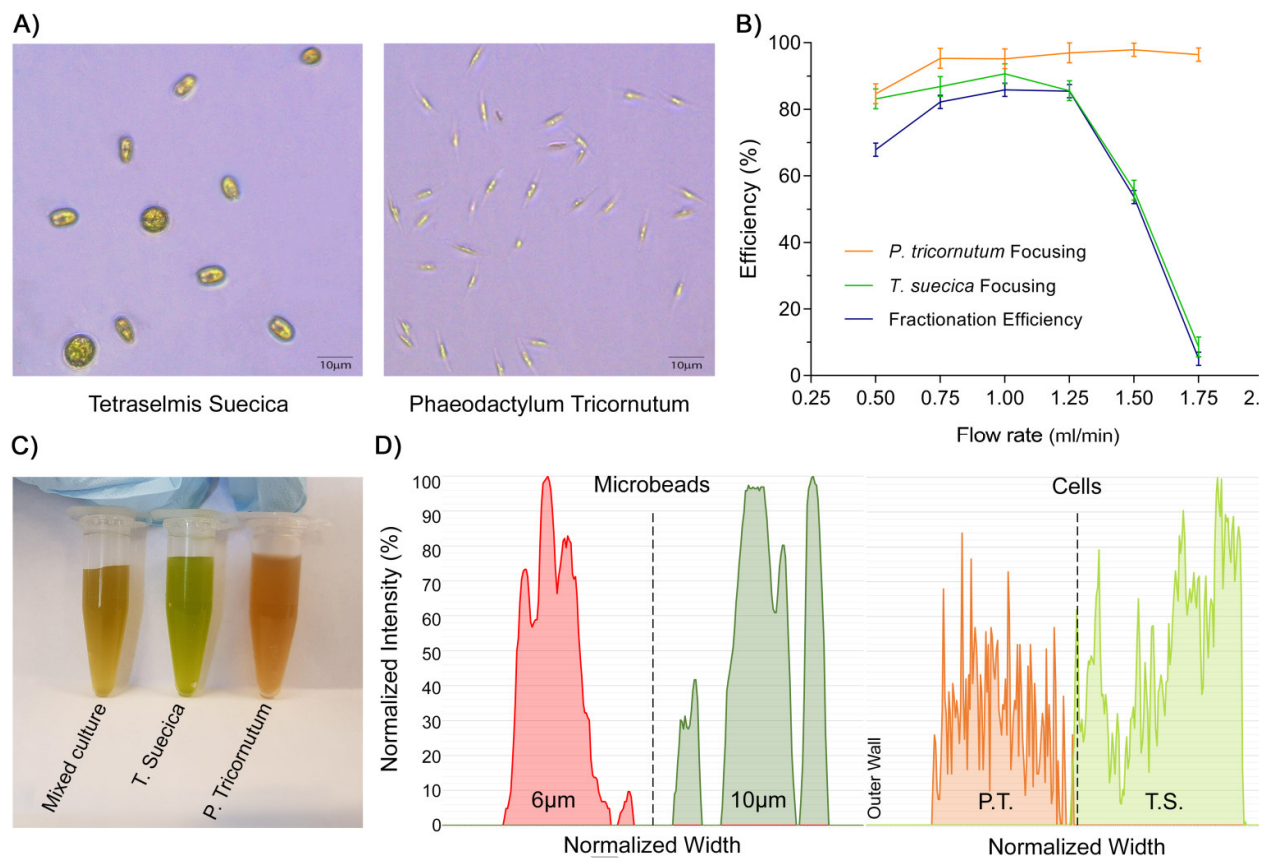 A)
10μm
10μm
Tetraselmis Suecica
Phaeodactylum Tricornutum
B)
Efficiency (%)
100
80
60
40
20
0
P. tricornutum Focusing
T. suecica Focusing
Fractionation Efficiency
0.25 0.50 0.75 1.00 1.25 1.50 1.75 2.
Flow rate (ml/min)
C)
Mixed culture
T. Suecica
P. Tricornutum
D)
Normalized Intensity (%)
100
90
80
70
60
50
40
30
20
10
0
Microbeads
6μm
10μm
Normalized Width
Cells
Outer Wall
P.T.
T.S.
Normalized Width